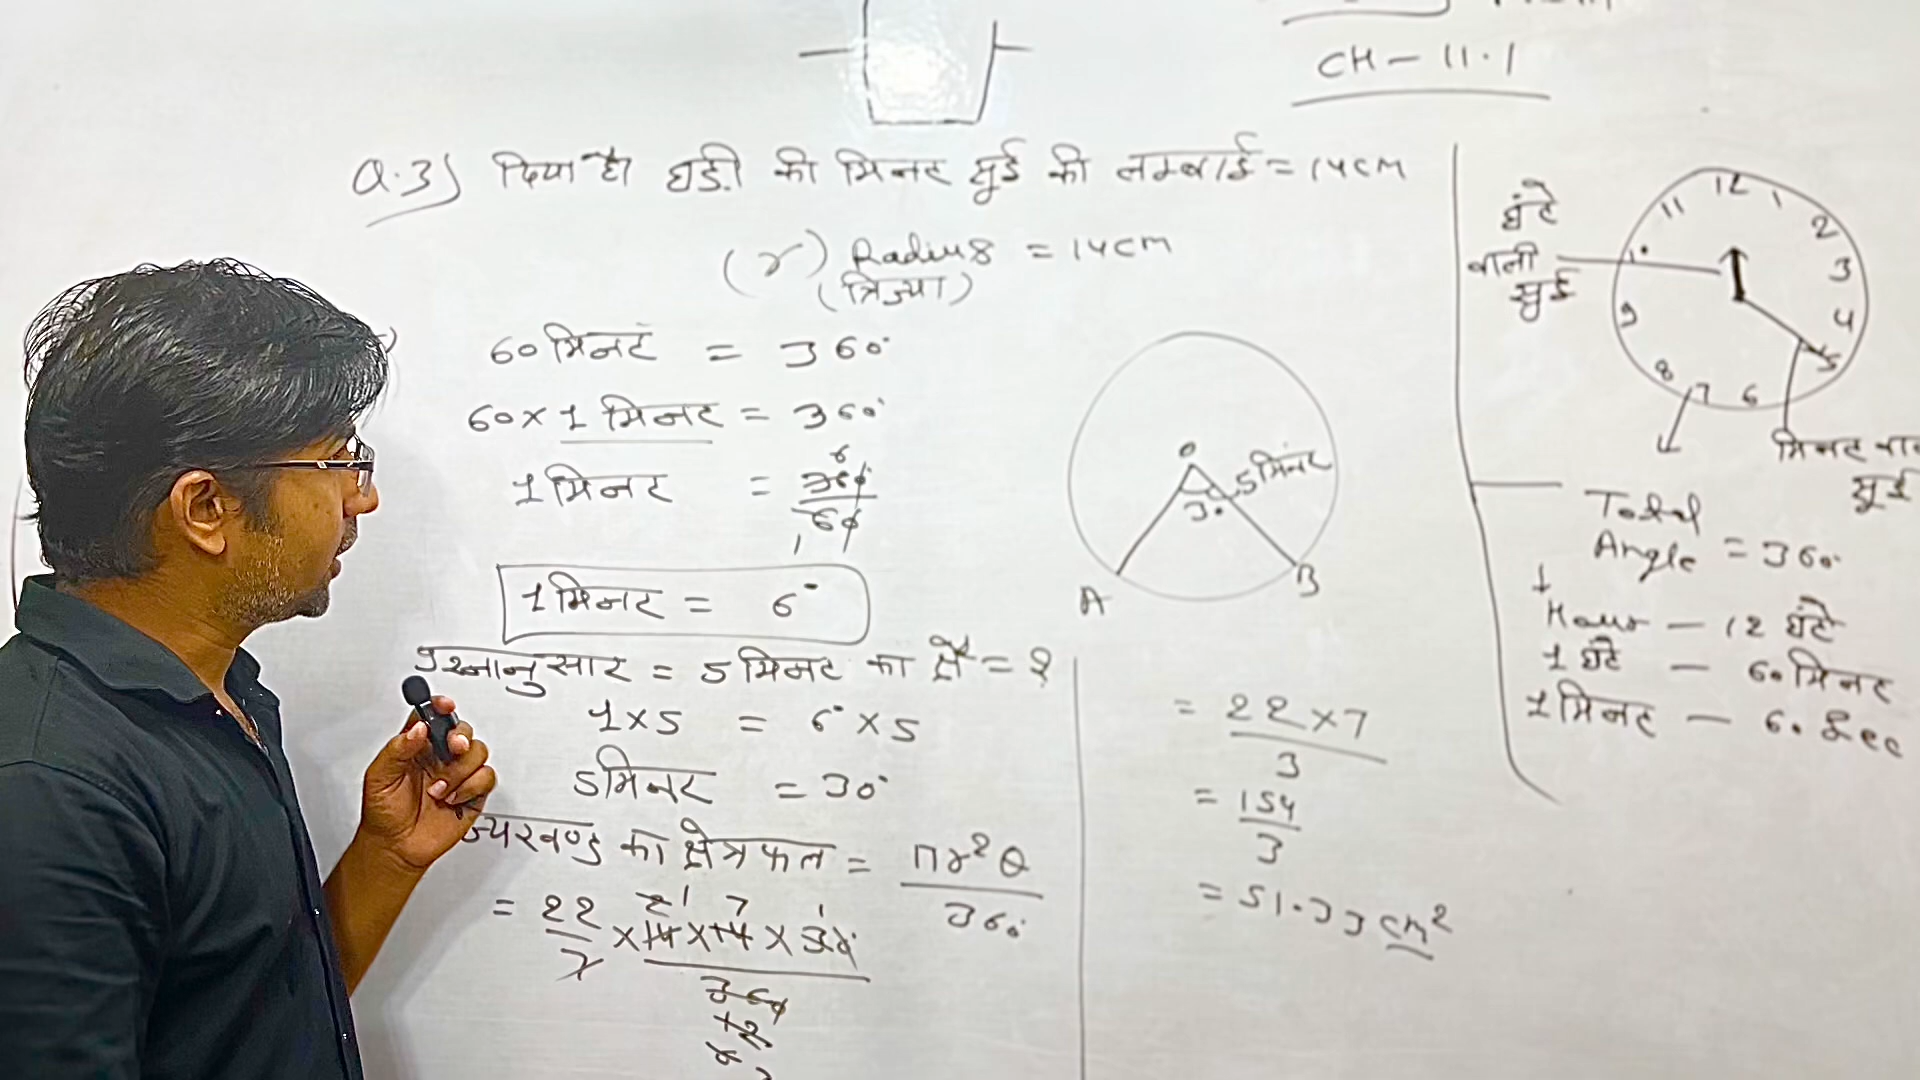 CH - 11.1
Q.3) दिया है। घड़ी की मिनट सुई की लम्बाई = 14 cm
(r) Radius = 14 cm
(त्रिज्या)
60 मिनट = 360°
60 × 1 मिनट = 360°
1 मिनट = 360/60
6
1
1 मिनट = 6°
प्रश्नानुसार = 5 मिनट का क्षे० = ?
1 × 5 = 6° × 5
5 मिनट = 30°
ज्यखण्ड का क्षेत्रफल = πr²θ/360°
= 22/7 × 14 × 14 × 30/360
O
5 मिनट
30
A
B
= 22 × 7/3
= 154/3
= 51.33 cm²
घंटे
वाली
सुई
12
1
2
3
4
5
6
7
8
9
10
11
मिनट
सुई
Total
Angle = 360°
Hour - 12 घंटे
1 घंटे - 60 मिनट
1 मिनट - 60 Sec